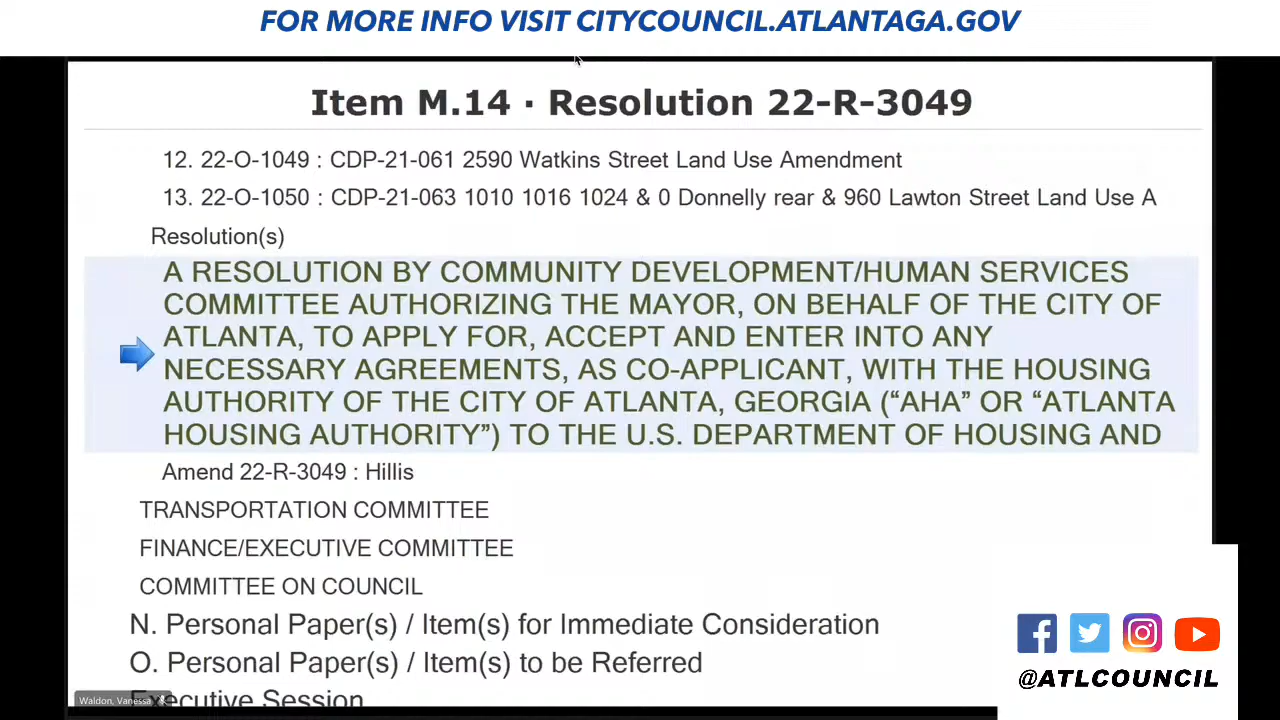 FOR MORE INFO VISIT CITYCOUNCIL.ATLANTAGA.GOV
Item M.14 · Resolution 22-R-3049
12. 22-O-1049 : CDP-21-061 2590 Watkins Street Land Use Amendment
13. 22-O-1050 : CDP-21-063 1010 1016 1024 & 0 Donnelly rear & 960 Lawton Street Land Use A
Resolution(s)
A RESOLUTION BY COMMUNITY DEVELOPMENT/HUMAN SERVICES
COMMITTEE AUTHORIZING THE MAYOR, ON BEHALF OF THE CITY OF
ATLANTA, TO APPLY FOR, ACCEPT AND ENTER INTO ANY
NECESSARY AGREEMENTS, AS CO-APPLICANT, WITH THE HOUSING
AUTHORITY OF THE CITY OF ATLANTA, GEORGIA (“AHA” OR “ATLANTA
HOUSING AUTHORITY”) TO THE U.S. DEPARTMENT OF HOUSING AND
Amend 22-R-3049 : Hillis
TRANSPORTATION COMMITTEE
FINANCE/EXECUTIVE COMMITTEE
COMMITTEE ON COUNCIL
N. Personal Paper(s) / Item(s) for Immediate Consideration
O. Personal Paper(s) / Item(s) to be Referred
Executive Session
Waldon, Vanessa
@ATLCOUNCIL